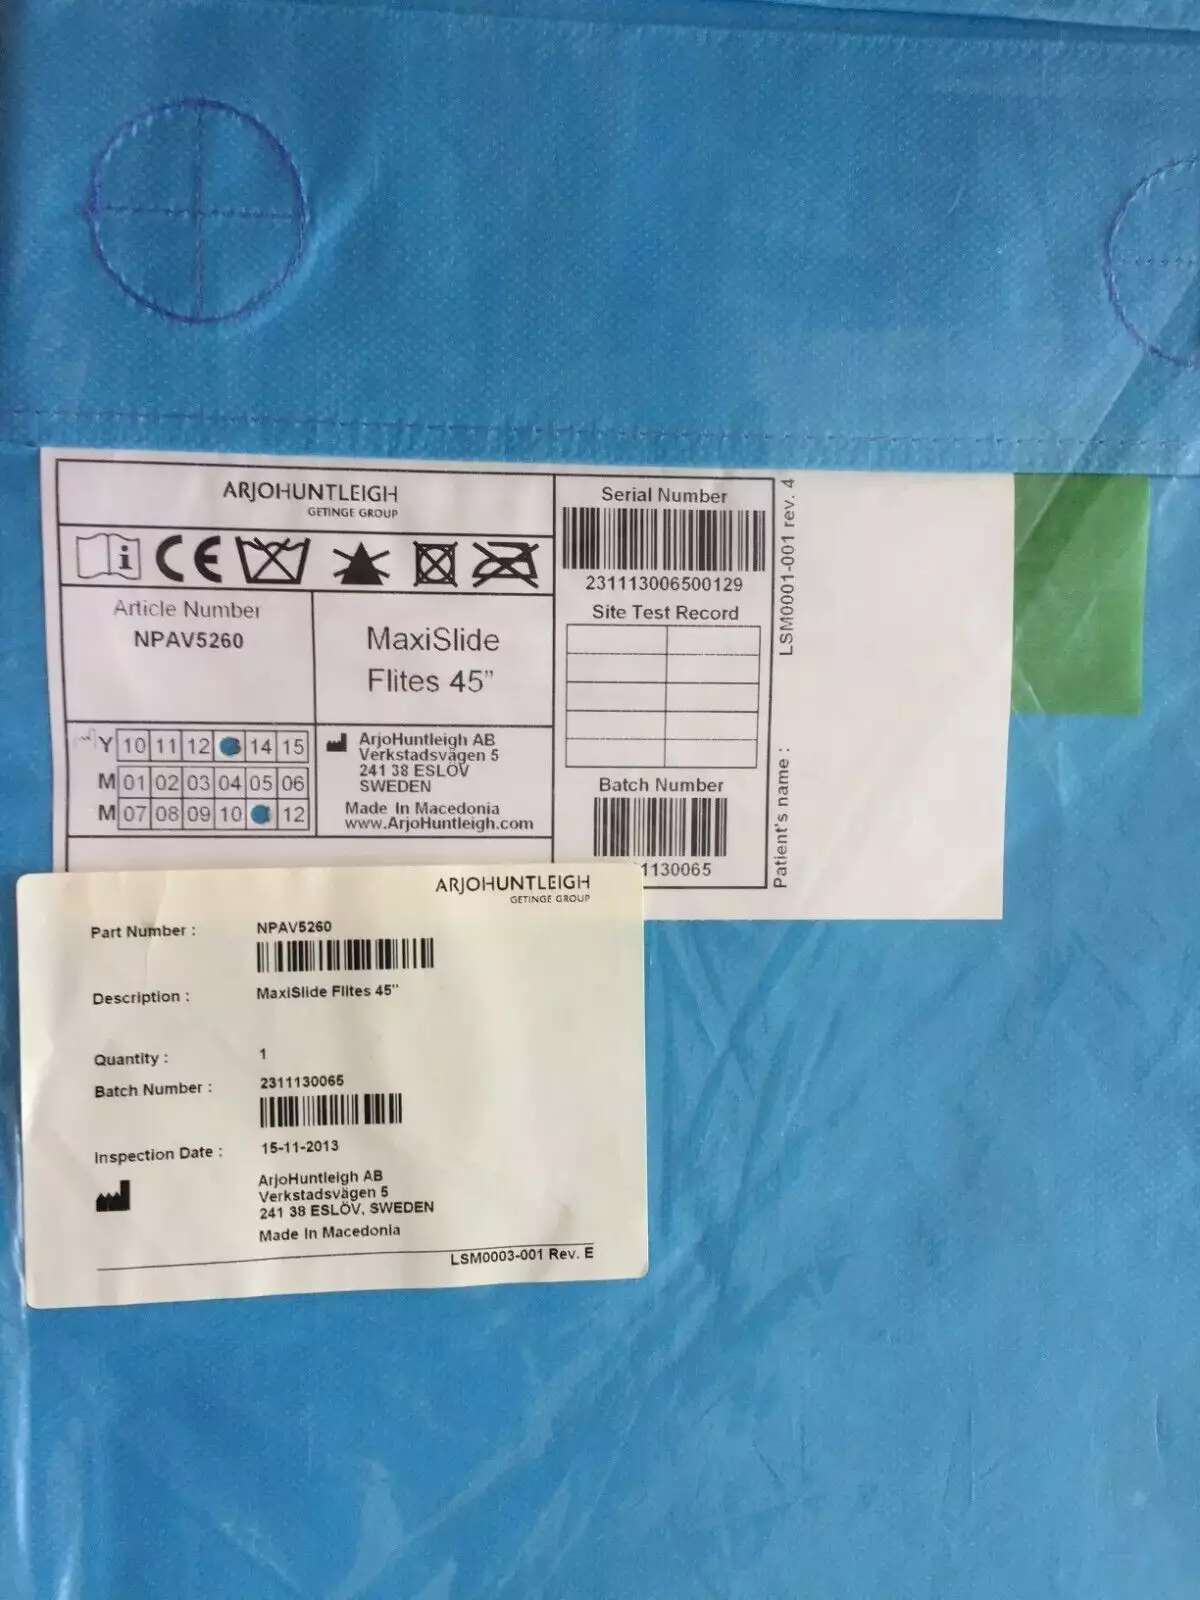 ARJOHUNTLEIGH
GETINGE GROUP
Article Number
NPAV5260
MaxiSlide
Flites 45”
Y 10 11 12 14 15
M 01 02 03 04 05 06
M 07 08 09 10 12
ArjoHuntleigh AB
Verkstadsvägen 5
241 38 ESLÖV
SWEDEN
Made In Macedonia
www.ArjoHuntleigh.com
Serial Number
231113006500129
Site Test Record
Batch Number
1130065
LSM0001-001 rev. 4
Patient's name :
ARJOHUNTLEIGH
GETINGE GROUP
Part Number : NPAV5260
Description : MaxiSlide Flites 45"
Quantity : 1
Batch Number : 2311130065
Inspection Date : 15-11-2013
ArjoHuntleigh AB
Verkstadsvägen 5
241 38 ESLÖV, SWEDEN
Made In Macedonia
LSM0003-001 Rev. E